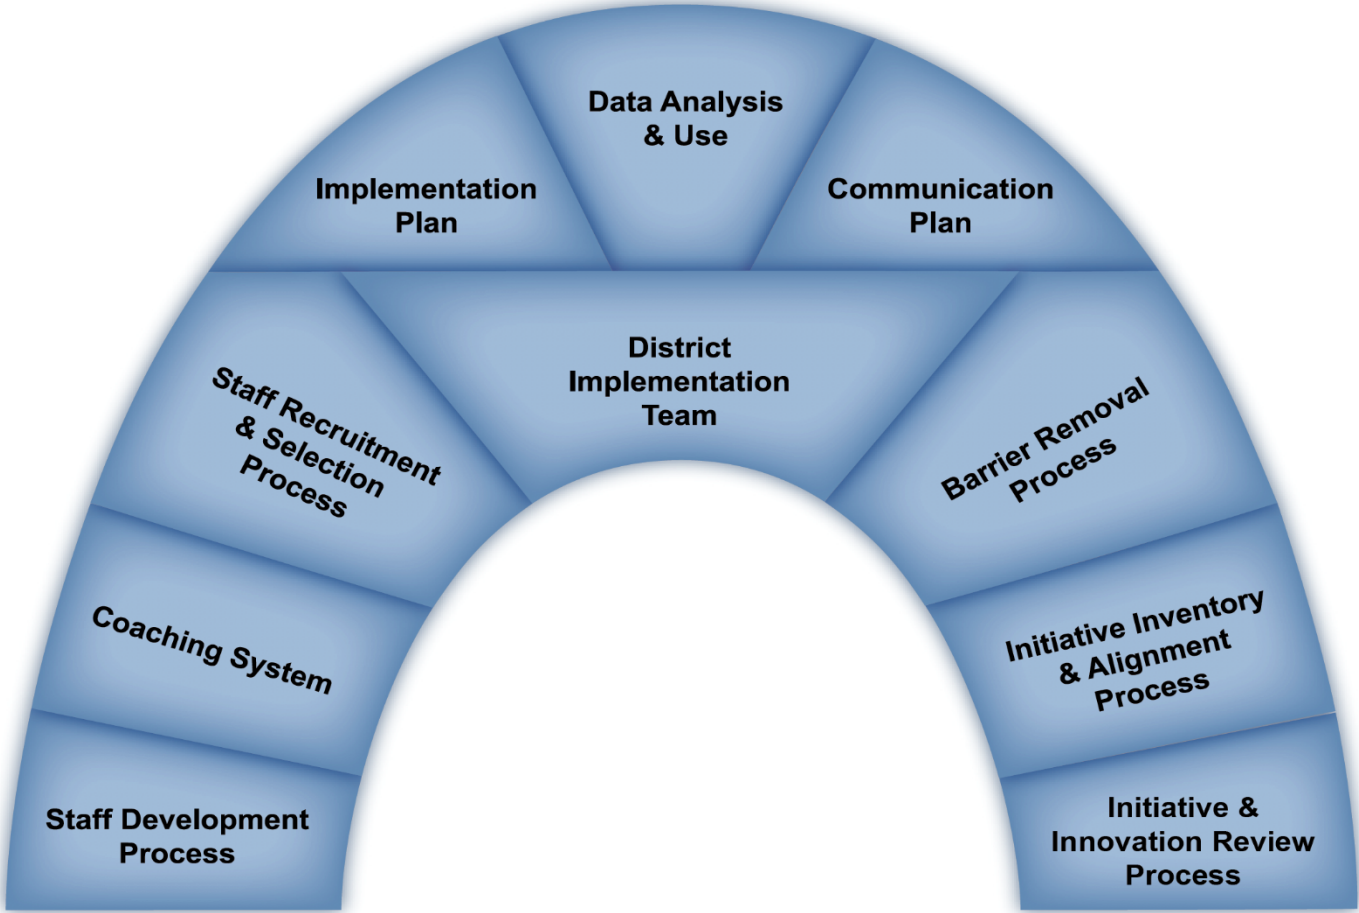 Data Analysis
& Use
Implementation
Plan
Communication
Plan
District
Implementation
Team
Staff Recruitment
& Selection
Process
Barrier Removal
Process
Coaching System
Initiative Inventory
& Alignment
Process
Staff Development
Process
Initiative &
Innovation Review
Process